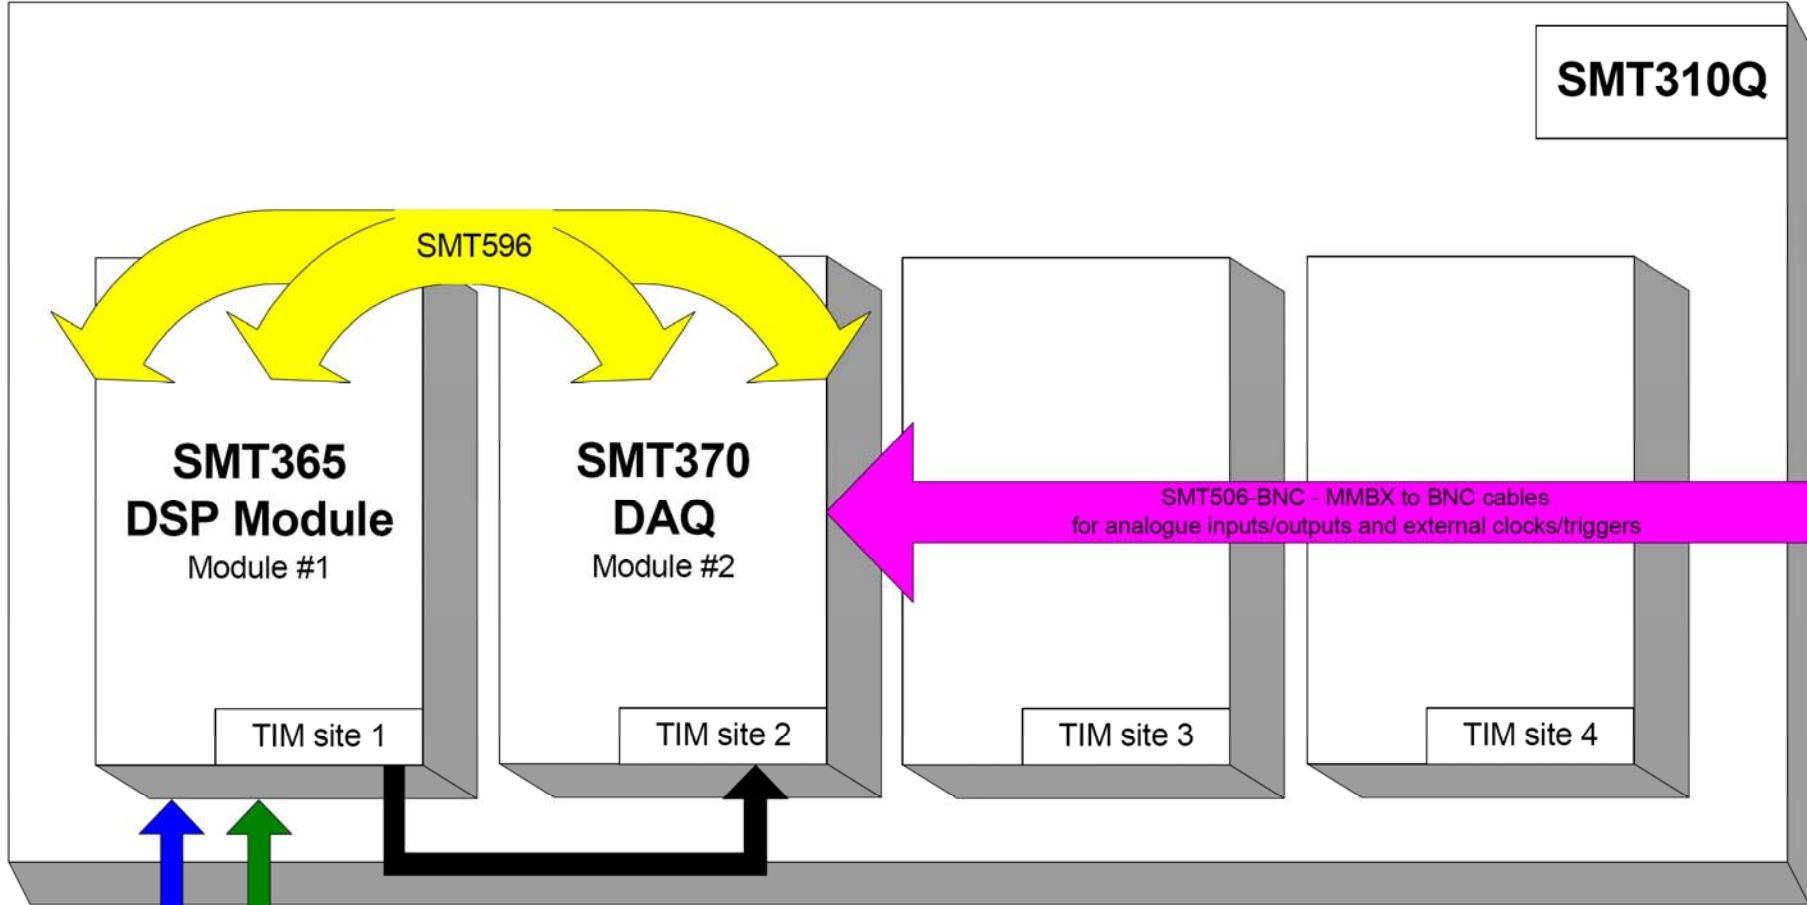 SMT310Q
SMT596
SMT365
DSP Module
Module #1
SMT370
DAQ
Module #2
SMT506-BNC - MMBX to BNC cables
for analogue inputs/outputs and external clocks/triggers
TIM site 1
TIM site 2
TIM site 3
TIM site 4